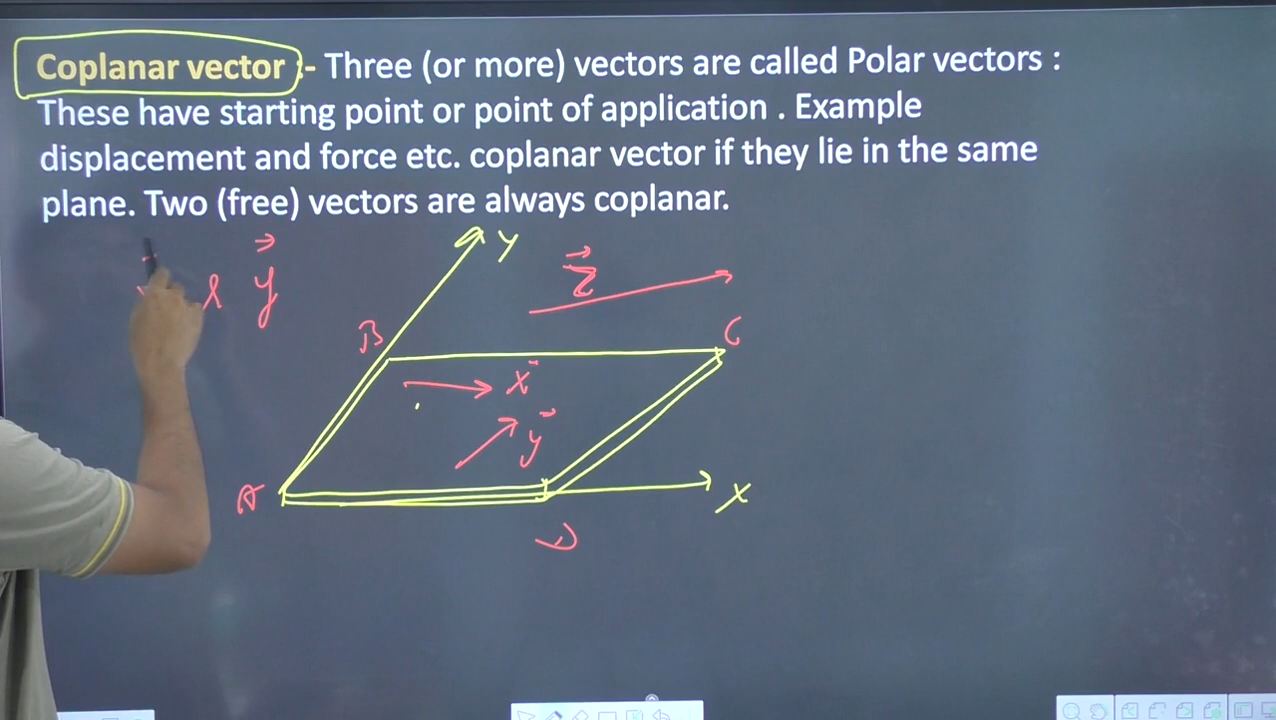 Coplanar vector :- Three (or more) vectors are called Polar vectors :
These have starting point or point of application . Example
displacement and force etc. coplanar vector if they lie in the same
plane. Two (free) vectors are always coplanar.
& y
y
z
B
C
x
y
A
x
D